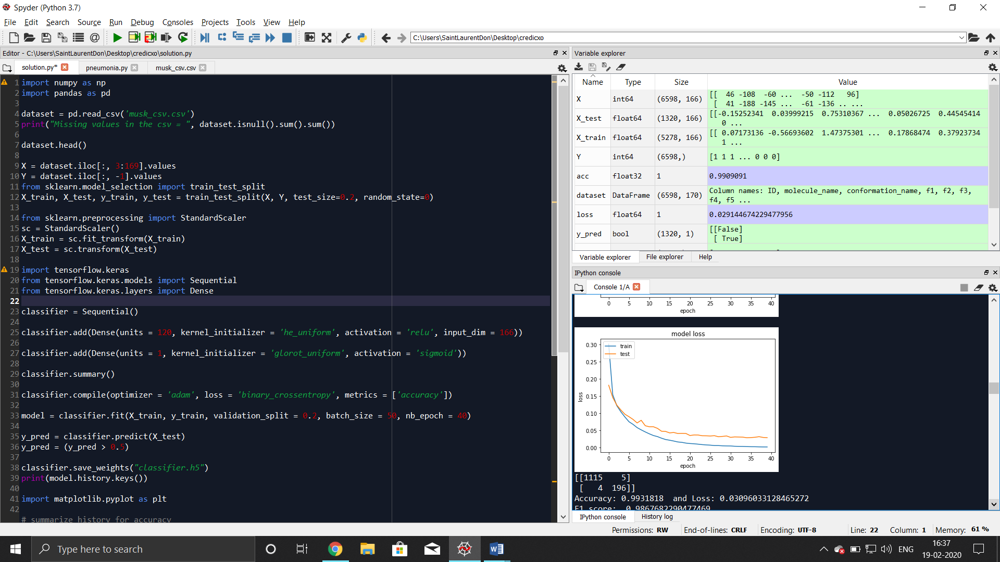 Spyder (Python 3.7)
File Edit Search Source Run Debug Consoles Projects Tools View Help
C:\Users\SaintLaurentDon\Desktop\credicxo
Editor - C:\Users\SaintLaurentDon\Desktop\credicxo\solution.py
solution.py* pneumonia.py musk_csv.csv
1 import numpy as np
2 import pandas as pd
3
4 dataset = pd.read_csv('musk_csv.csv')
5 print("Missing values in the csv = ", dataset.isnull().sum().sum())
6
7 dataset.head()
8
9 X = dataset.iloc[:, 3:169].values
10 Y = dataset.iloc[:, -1].values
11 from sklearn.model_selection import train_test_split
12 X_train, X_test, y_train, y_test = train_test_split(X, Y, test_size=0.2, random_state=0)
13
14 from sklearn.preprocessing import StandardScaler
15 sc = StandardScaler()
16 X_train = sc.fit_transform(X_train)
17 X_test = sc.transform(X_test)
18
19 import tensorflow.keras
20 from tensorflow.keras.models import Sequential
21 from tensorflow.keras.layers import Dense
22
23 classifier = Sequential()
24
25 classifier.add(Dense(units = 120, kernel_initializer = 'he_uniform', activation = 'relu', input_dim = 166))
26
27 classifier.add(Dense(units = 1, kernel_initializer = 'glorot_uniform', activation = 'sigmoid'))
28
29 classifier.summary()
30
31 classifier.compile(optimizer = 'adam', loss = 'binary_crossentropy', metrics = ['accuracy'])
32
33 model = classifier.fit(X_train, y_train, validation_split = 0.2, batch_size = 50, nb_epoch = 40)
34
35 y_pred = classifier.predict(X_test)
36 y_pred = (y_pred > 0.5)
37
38 classifier.save_weights("classifier.h5")
39 print(model.history.keys())
40
41 import matplotlib.pyplot as plt
42
# summarize history for accuracy
Variable explorer
Name Type Size Value
X int64 (6598, 166) [[ 46 -108 -60 ... -50 -112 96]
[ 41 -188 -145 ... -61 -136 .. ...
X_test float64 (1320, 166) [[-0.15252341 0.03999215 0.75310367 ... 0.05026725 0.44545414
0 ...
X_train float64 (5278, 166) [[ 0.07173136 -0.56693602 1.47375301 ... 0.17868474 0.37923734
1 ...
Y int64 (6598,) [1 1 1 ... 0 0 0]
acc float32 1 0.9909091
dataset DataFrame (6598, 170) Column names: ID, molecule_name, conformation_name, f1, f2, f3,
f4, f5 ...
loss float64 1 0.029144674229477956
y_pred bool (1320, 1) [[False]
[ True]
Variable explorer File explorer Help
IPython console
Console 1/A
0 5 10 15 20 25 30 35 40
epoch
model loss
train
test
0.30
0.25
0.20
0.15
0.10
0.05
0.00
loss
0 5 10 15 20 25 30 35 40
epoch
[[1115 5]
[ 4 196]]
Accuracy: 0.9931818 and Loss: 0.03096033128465272
F1 score: 0.9867682290477469
IPython console History log
Permissions: RW End-of-lines: CRLF Encoding: UTF-8 Line: 22 Column: 1 Memory: 61 %
Type here to search
ENG
16:37
19-02-2020